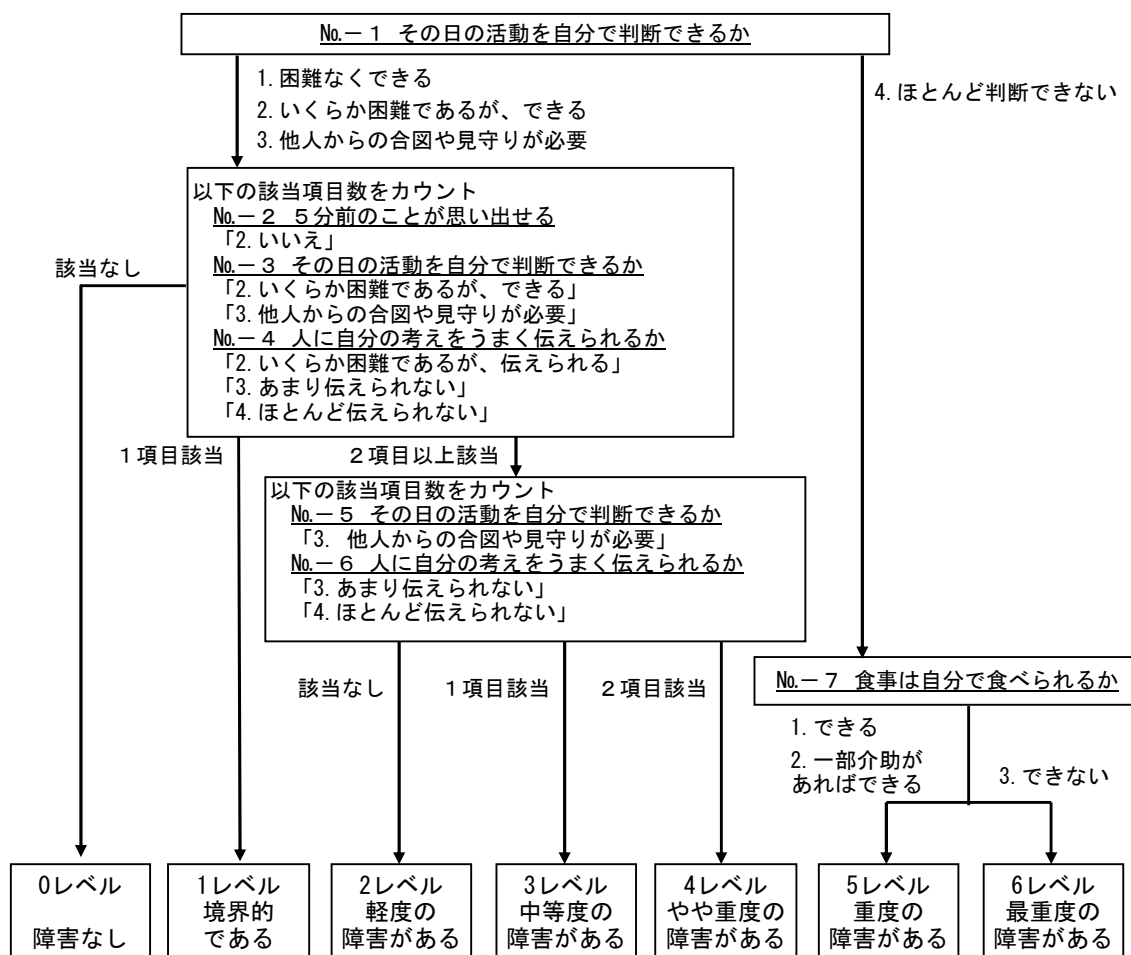 №－１ その日の活動を自分で判断できるか
1.困難なくできる
2.いくらか困難であるが、できる
3.他人からの合図や見守りが必要
4.ほとんど判断できない
以下の該当項目数をカウント
№－２ ５分前のことが思い出せる
「2.いいえ」
№－３ その日の活動を自分で判断できるか
「2.いくらか困難であるが、できる」
「3.他人からの合図や見守りが必要」
№－４ 人に自分の考えをうまく伝えられるか
「2.いくらか困難であるが、伝えられる」
「3.あまり伝えられない」
「4.ほとんど伝えられない」
該当なし
１項目該当
２項目以上該当
以下の該当項目数をカウント
№－５ その日の活動を自分で判断できるか
「3. 他人からの合図や見守りが必要」
№－６ 人に自分の考えをうまく伝えられるか
「3.あまり伝えられない」
「4.ほとんど伝えられない」
該当なし
１項目該当
２項目該当
№－７ 食事は自分で食べられるか
1.できる
2.一部介助が
あればできる
3.できない
0レベル
障害なし
1レベル
境界的
である
2レベル
軽度の
障害がある
3レベル
中等度の
障害がある
4レベル
やや重度の
障害がある
5レベル
重度の
障害がある
6レベル
最重度の
障害がある